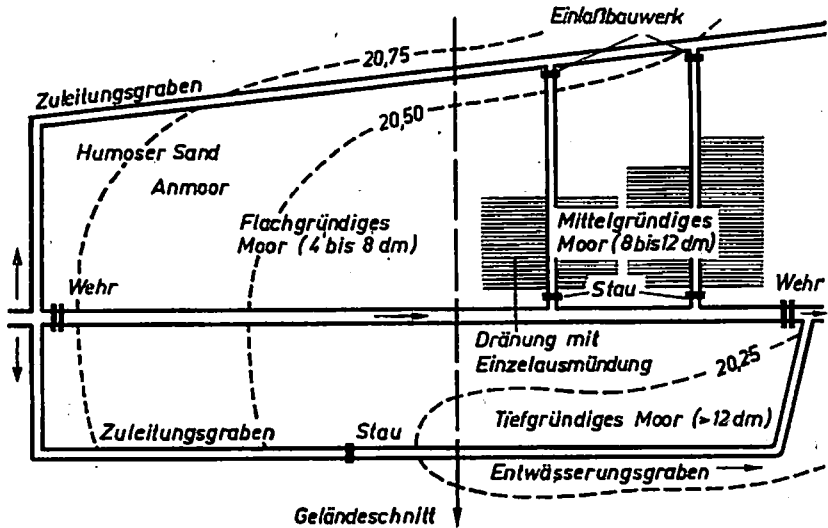 Einlaßbauwerk
20,75
Zuleitungsgraben
20,50
Humoser Sand
Anmoor
Flachgründiges
Moor (4 bis 8 dm)
Mittelgründiges
Moor (8 bis 12 dm)
Wehr
Stau
Wehr
Dränung mit
Einzelausmündung
20,25
Tiefgründiges Moor (>12 dm)
Zuleitungsgraben
Stau
Entwässerungsgraben
Geländeschnitt